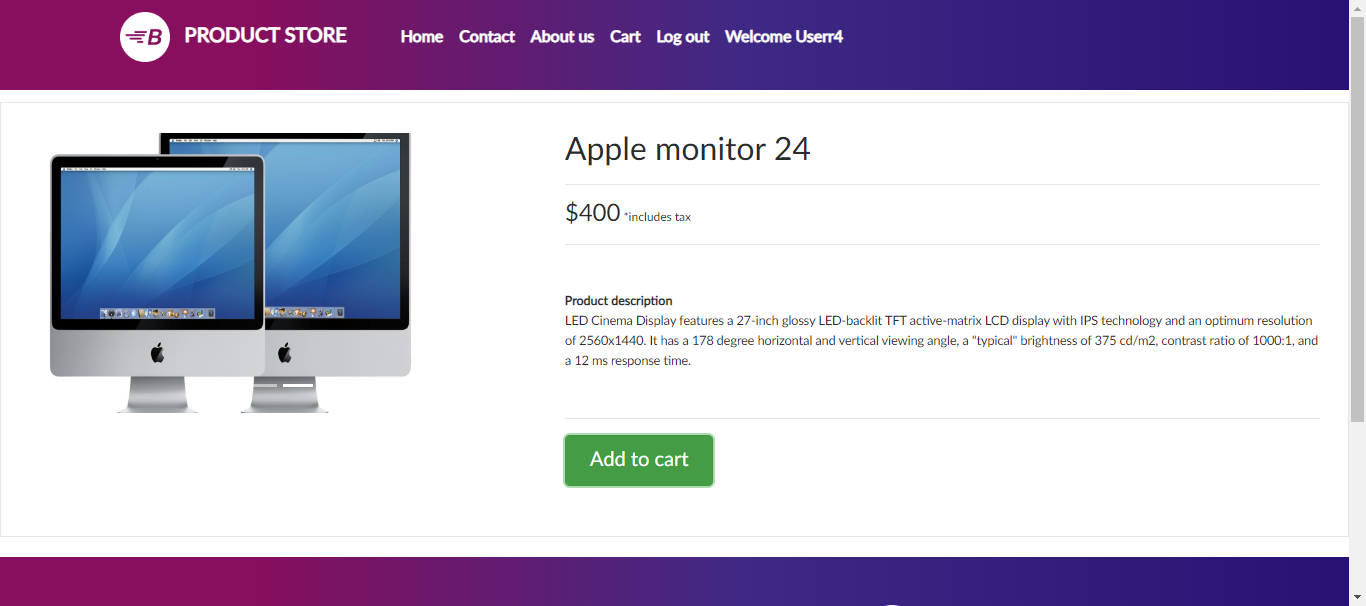 B PRODUCT STORE Home Contact About us Cart Log out Welcome Userr4
Apple monitor 24
$400 *includes tax
Product description
LED Cinema Display features a 27-inch glossy LED-backlit TFT active-matrix LCD display with IPS technology and an optimum resolution
of 2560x1440. It has a 178 degree horizontal and vertical viewing angle, a "typical" brightness of 375 cd/m2, contrast ratio of 1000:1, and
a 12 ms response time.
Add to cart